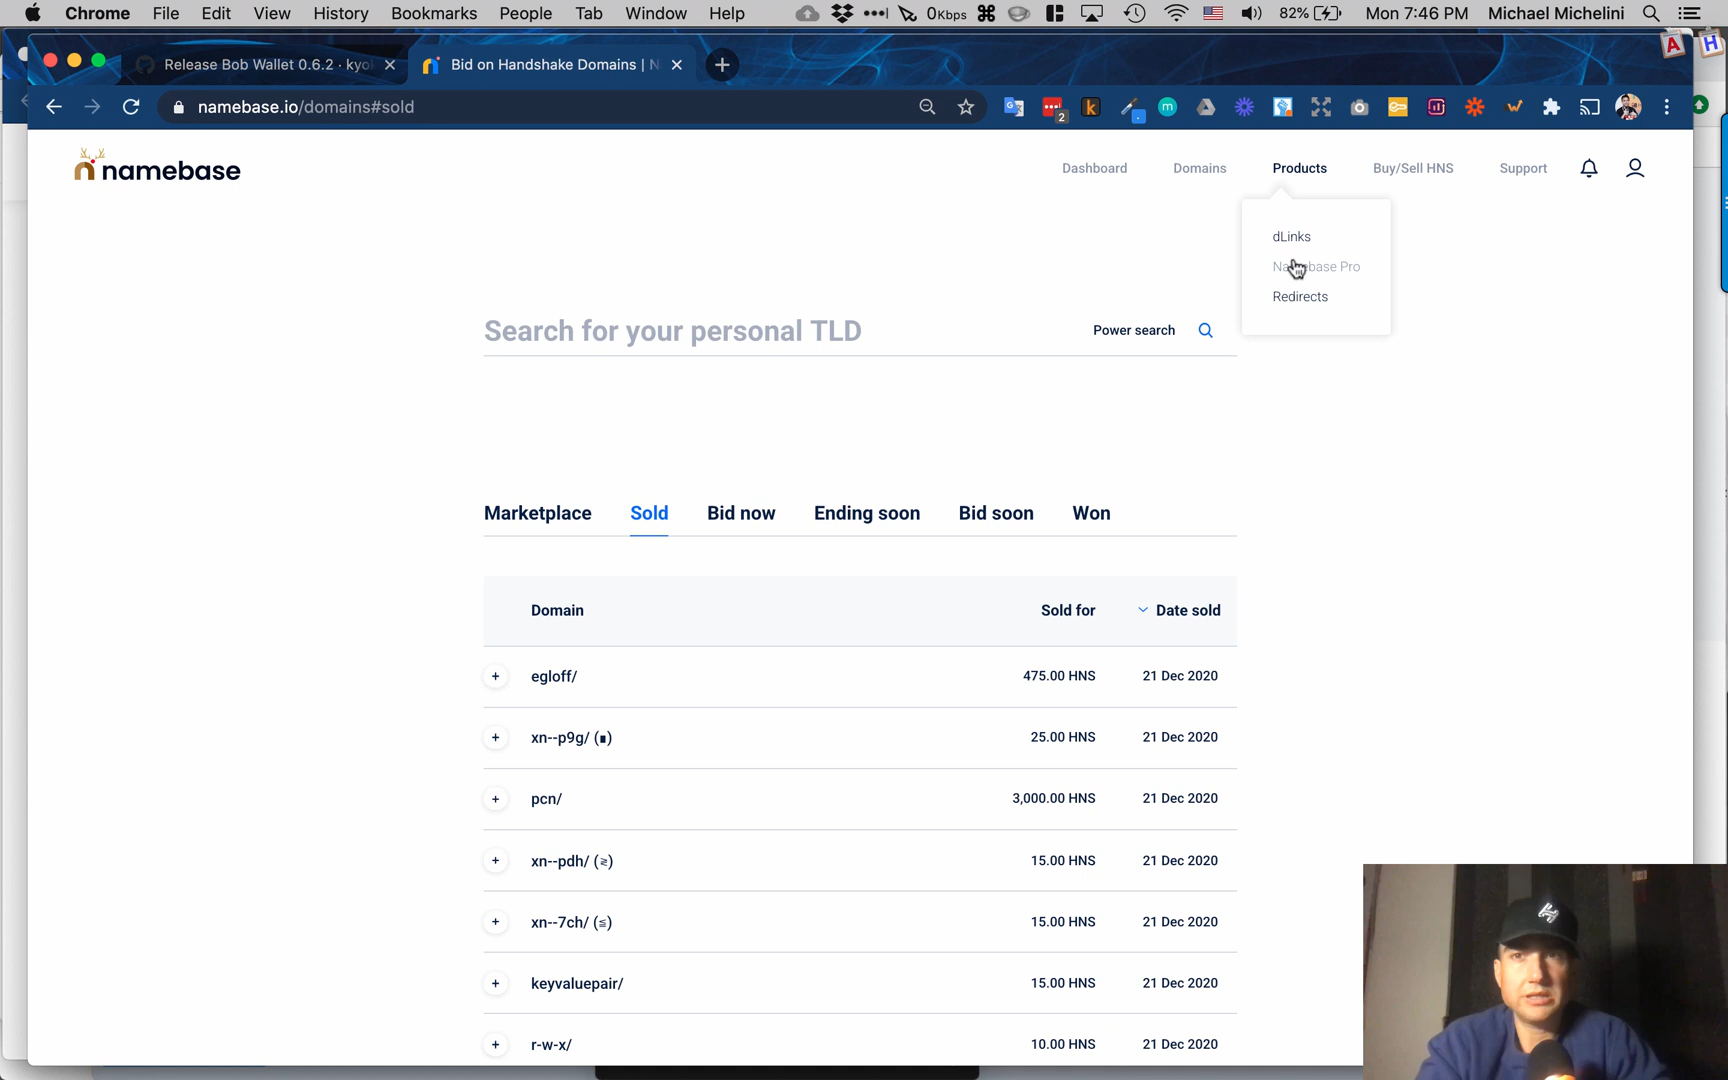 Chrome File Edit View History Bookmarks People Tab Window Help 0Kbps 82% Mon 7:46 PM Michael Michelini
Release Bob Wallet 0.6.2 · kyo
Bid on Handshake Domains | N
namebase.io/domains#sold
2
namebase
Dashboard Domains Products Buy/Sell HNS Support
dLinks
Namebase Pro
Redirects
Search for your personal TLD
Power search
Marketplace Sold Bid now Ending soon Bid soon Won
Domain Sold for Date sold
+ egloff/ 475.00 HNS 21 Dec 2020
+ xn--p9g/ (∎) 25.00 HNS 21 Dec 2020
+ pcn/ 3,000.00 HNS 21 Dec 2020
+ xn--pdh/ (≷) 15.00 HNS 21 Dec 2020
+ xn--7ch/ (≦) 15.00 HNS 21 Dec 2020
+ keyvaluepair/ 15.00 HNS 21 Dec 2020
+ r-w-x/ 10.00 HNS 21 Dec 2020